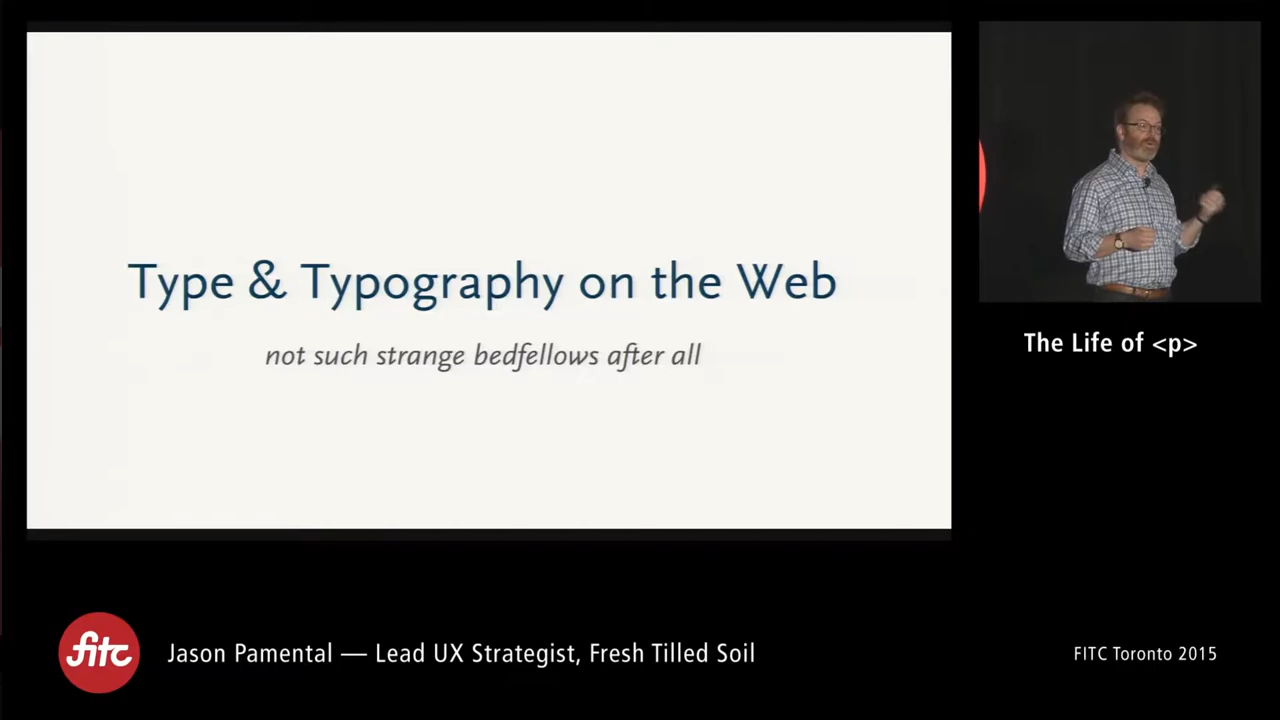 Type & Typography on the Web
not such strange bedfellows after all
The Life of <p>
fitc
Jason Pamental — Lead UX Strategist, Fresh Tilled Soil
FITC Toronto 2015